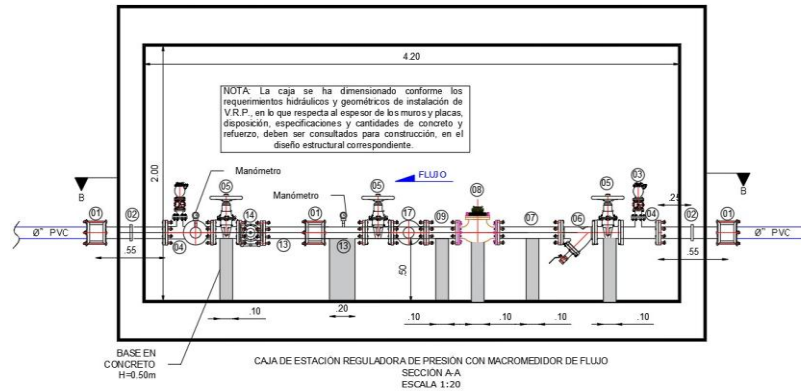 4.20
NOTA: La caja se ha dimensionado conforme los
requerimientos hidráulicos y geométricos de instalación de
V.R.P., en lo que respecta al espesor de los muros y placas,
disposición, especificaciones y cantidades de concreto y
refuerzo, deben ser consultados para construcción, en el
diseño estructural correspondiente.
2.00
Manómetro
Manómetro
FLUJO
B
B
01
02
04
05
14
13
01
13
05
17
09
08
07
06
05
03
04
.25
02
01
Ø" PVC
Ø" PVC
.55
.55
.50
.10
.20
.10
.10
.10
.10
BASE EN
CONCRETO
H=0.50m
CAJA DE ESTACIÓN REGULADORA DE PRESIÓN CON MACROMEDIDOR DE FLUJO
SECCIÓN A-A
ESCALA 1:20